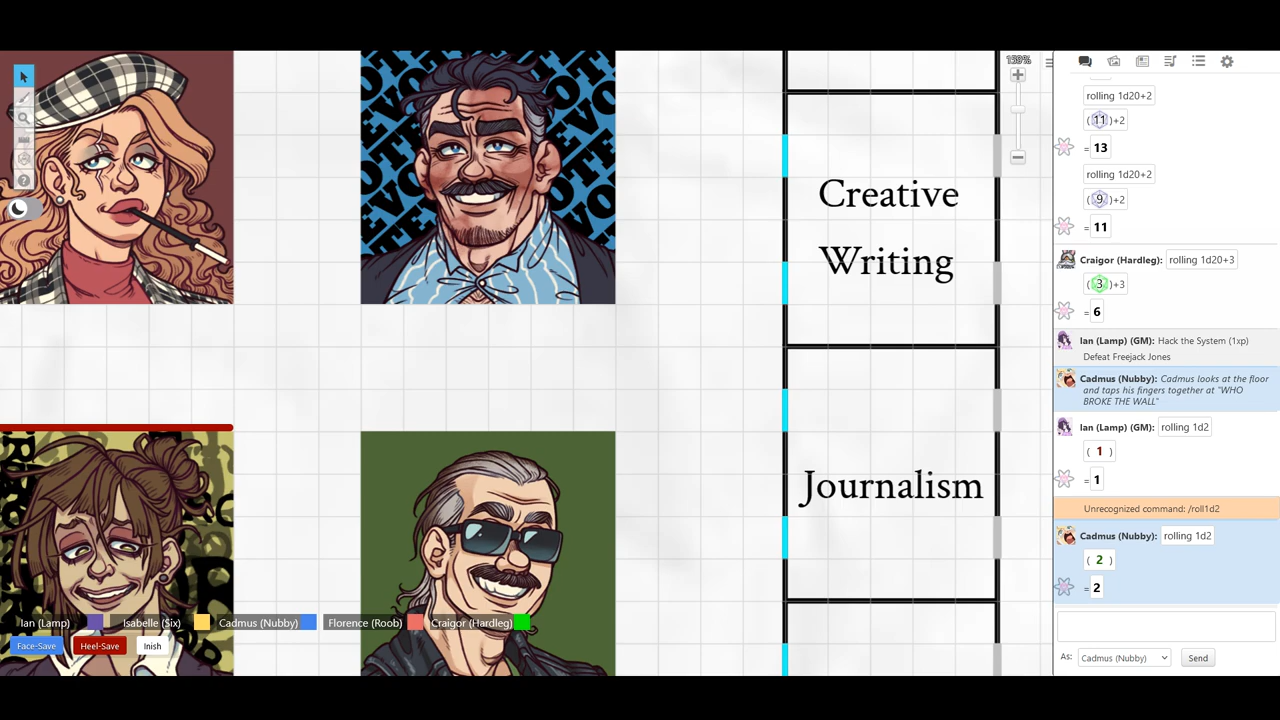 VOTE
Creative
Writing
Journalism
Ian (Lamp)
Isabelle (Six)
Cadmus (Nubby)
Florence (Roob)
Craigor (Hardleg)
Face-Save
Heel-Save
Inish
rolling 1d20+2
(11)+2
= 13
rolling 1d20+2
(9)+2
= 11
Craigor (Hardleg): rolling 1d20+3
(3)+3
= 6
Ian (Lamp) (GM): Hack the System (1xp)
Defeat Freejack Jones
Cadmus (Nubby): Cadmus looks at the floor
and taps his fingers together at "WHO
BROKE THE WALL"
Ian (Lamp) (GM): rolling 1d2
( 1 )
= 1
Unrecognized command: /roll1d2
Cadmus (Nubby): rolling 1d2
( 2 )
= 2
As: Cadmus (Nubby)
Send